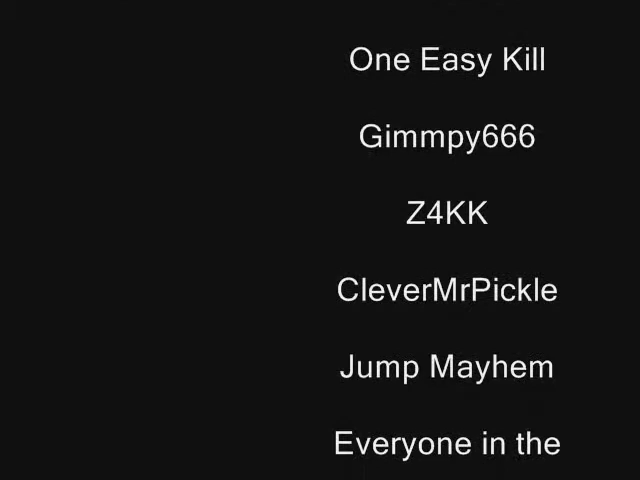 One Easy Kill
Gimmpy666
Z4KK
CleverMrPickle
Jump Mayhem
Everyone in the